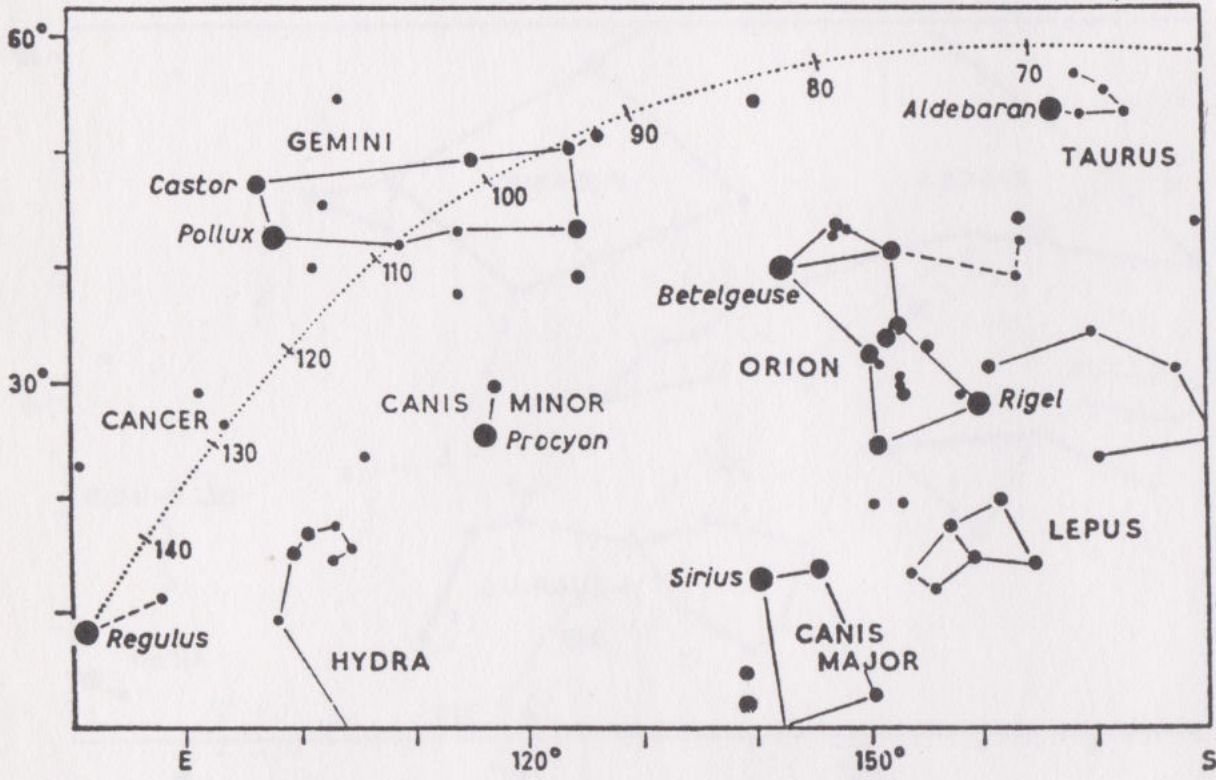 60°
70
80
Aldebaran
90
GEMINI
TAURUS
Castor
100
Pollux
110
Betelgeuse
120
ORION
30°
CANIS MINOR
Rigel
CANCER
Procyon
130
LEPUS
140
Sirius
Regulus
CANIS
HYDRA
MAJOR
E
120°
150°
S